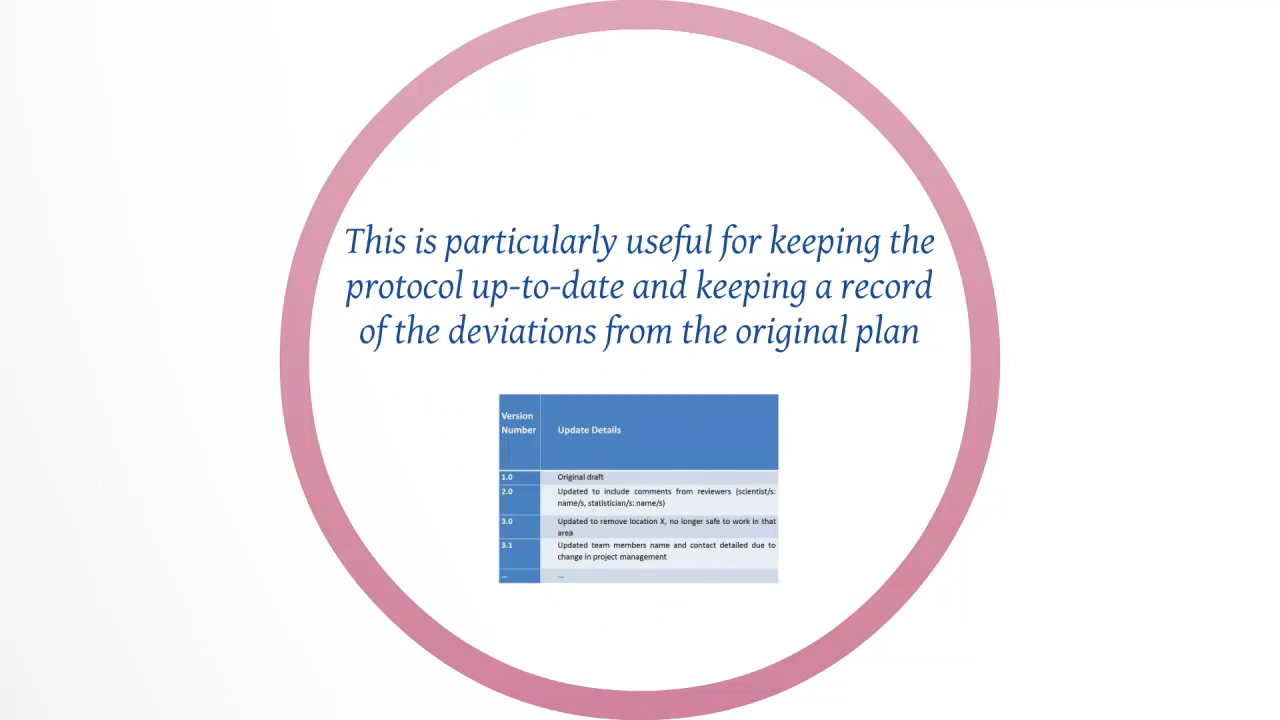 This is particularly useful for keeping the
protocol up-to-date and keeping a record
of the deviations from the original plan
Version
Number
Update Details
1.0
Original draft
2.0
Updated to include comments from reviewers (scientist/s:
name/s, statistician/s: name/s)
3.0
Updated to remove location X, no longer safe to work in that
area
3.1
Updated team members name and contact detailed due to
change in project management
...
...